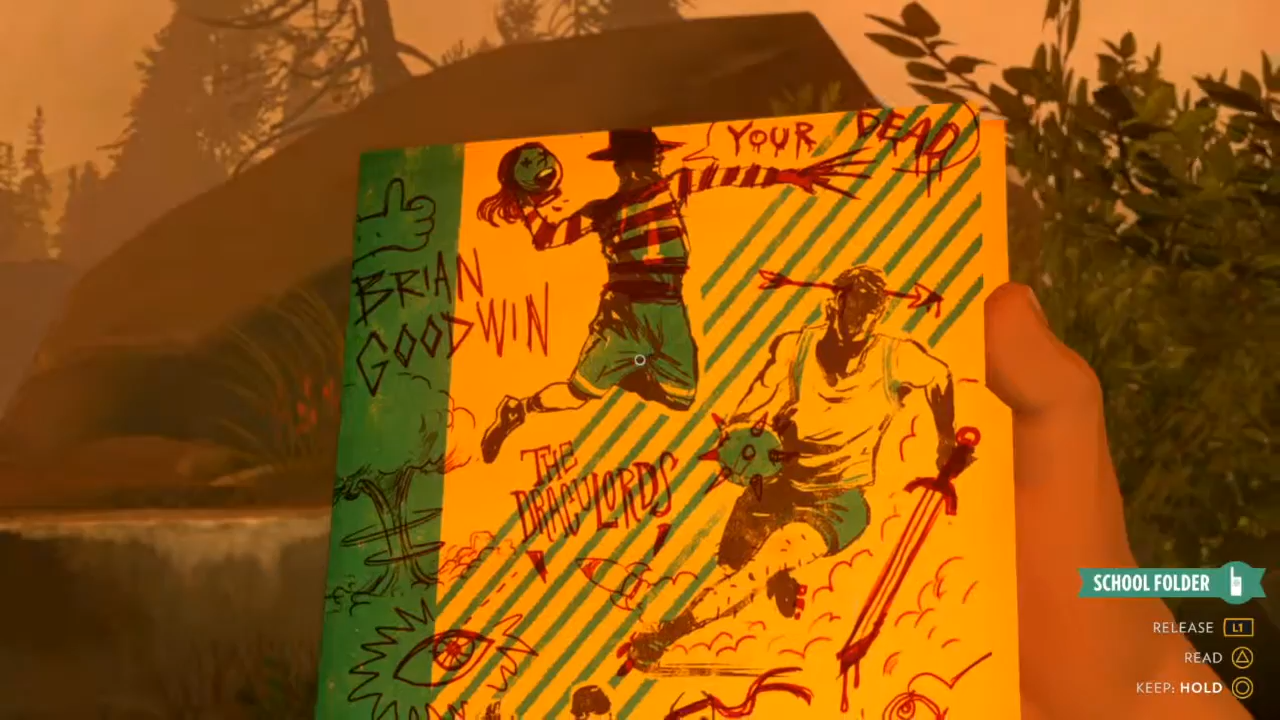 YOUR DEAD
BRIAN
GOODWIN
THE
DRACULORDS
SCHOOL FOLDER
RELEASE L1
READ
KEEP: HOLD